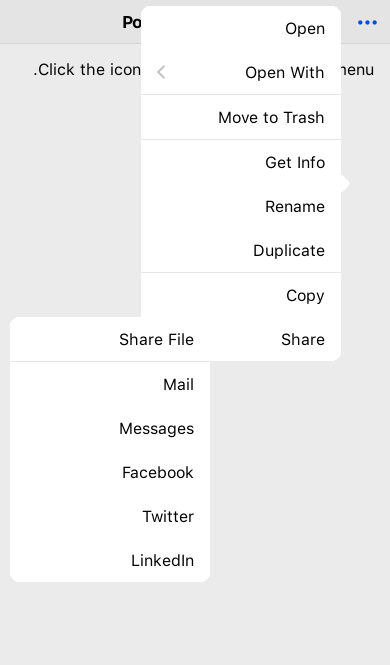 Po
.Click the icon menu
Open
Open With
Move to Trash
Get Info
Rename
Duplicate
Copy
Share
Share File
Mail
Messages
Facebook
Twitter
LinkedIn